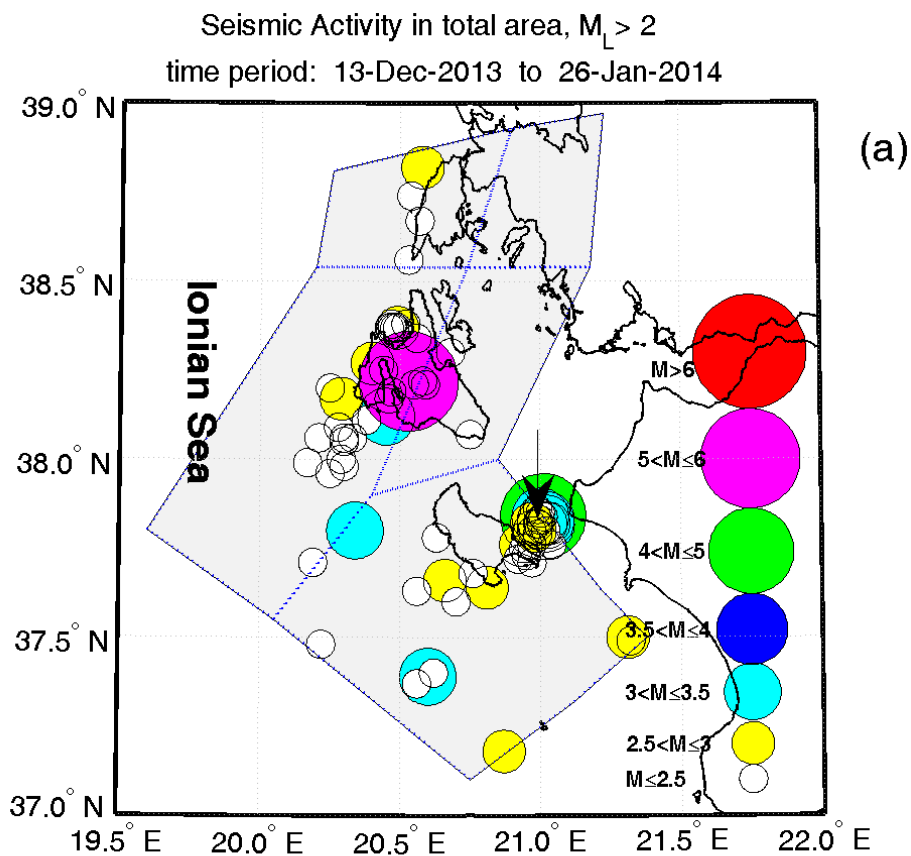 Seismic Activity in total area, M_L > 2
time period: 13-Dec-2013 to 26-Jan-2014
(a)
39.0° N
38.5° N
38.0° N
37.5° N
37.0° N
Ionian Sea
M>6
5<M≤6
4<M≤5
3.5<M≤4
3<M≤3.5
2.5<M≤3
M≤2.5
19.5° E
20.0° E
20.5° E
21.0° E
21.5° E
22.0° E